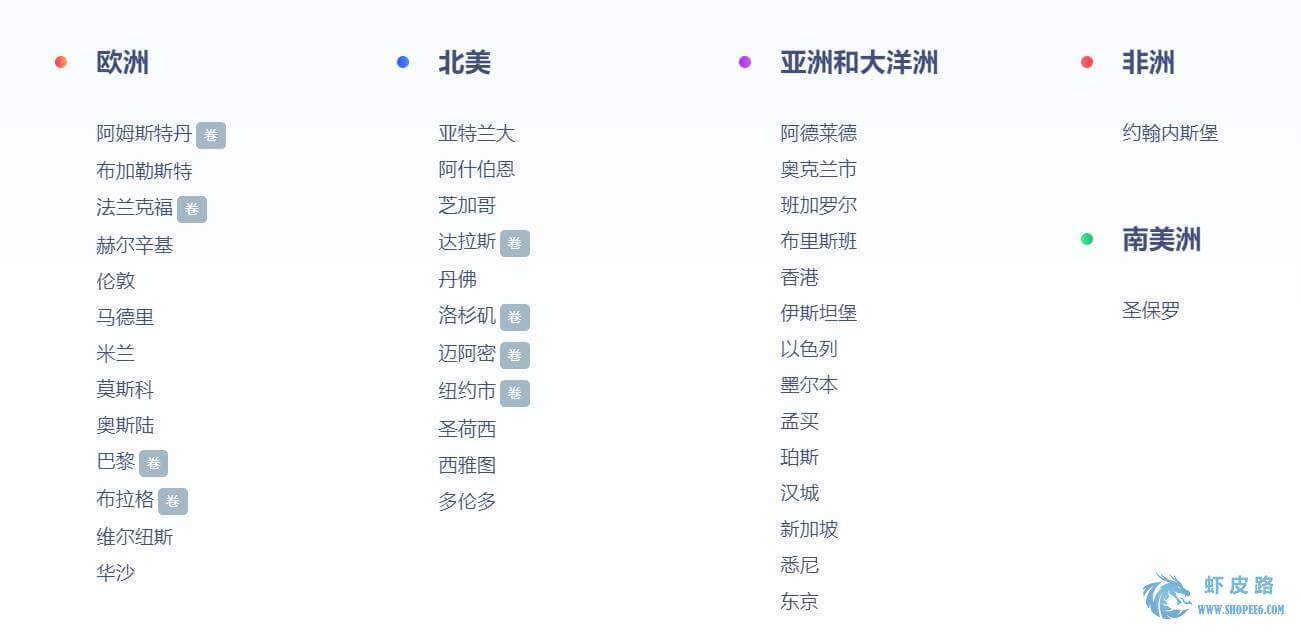 欧洲
阿姆斯特丹 卷
布加勒斯特
法兰克福 卷
赫尔辛基
伦敦
马德里
米兰
莫斯科
奥斯陆
巴黎 卷
布拉格 卷
维尔纽斯
华沙
北美
亚特兰大
阿什伯恩
芝加哥
达拉斯 卷
丹佛
洛杉矶 卷
迈阿密 卷
纽约市 卷
圣荷西
西雅图
多伦多
亚洲和大洋洲
阿德莱德
奥克兰市
班加罗尔
布里斯班
香港
伊斯坦堡
以色列
墨尔本
孟买
珀斯
汉城
新加坡
悉尼
东京
非洲
约翰内斯堡
南美洲
圣保罗
虾皮路
WWW.SHOPEE6.COM